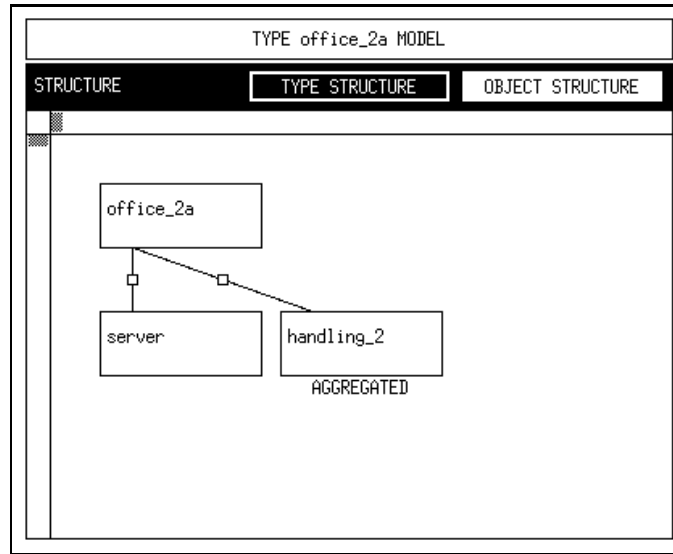 TYPE office_2a MODEL
STRUCTURE TYPE STRUCTURE OBJECT STRUCTURE
office_2a
server handling_2
AGGREGATED